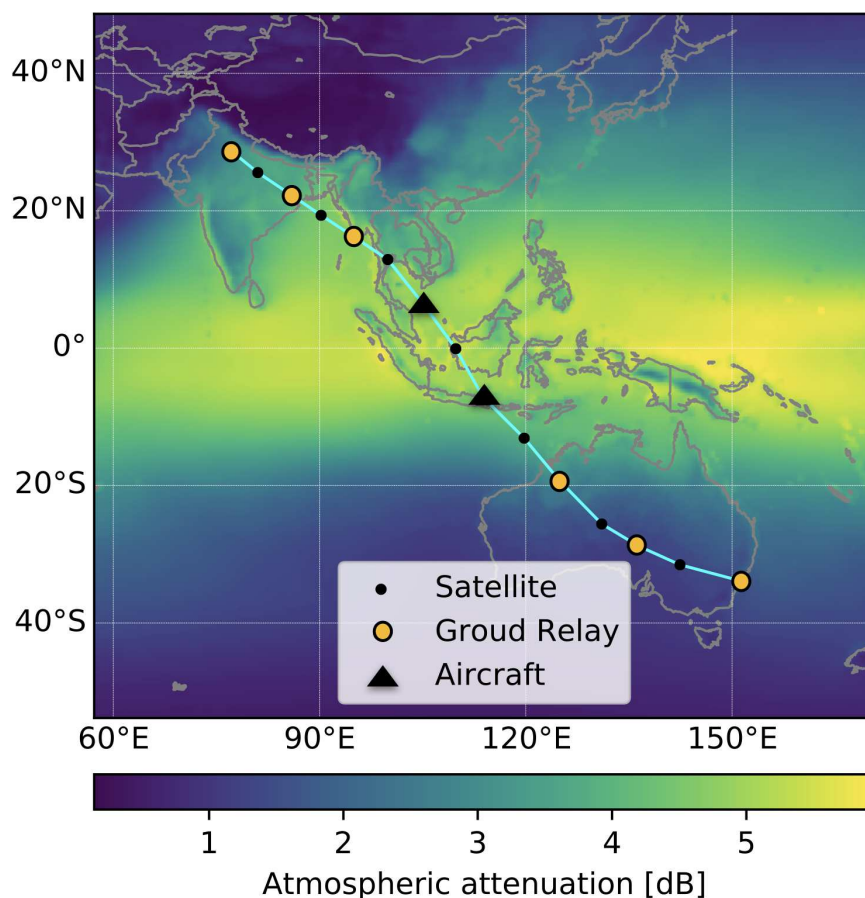 40°N
20°N
0°
20°S
40°S
Satellite
Groud Relay
Aircraft
60°E 90°E 120°E 150°E
1 2 3 4 5
Atmospheric attenuation [dB]